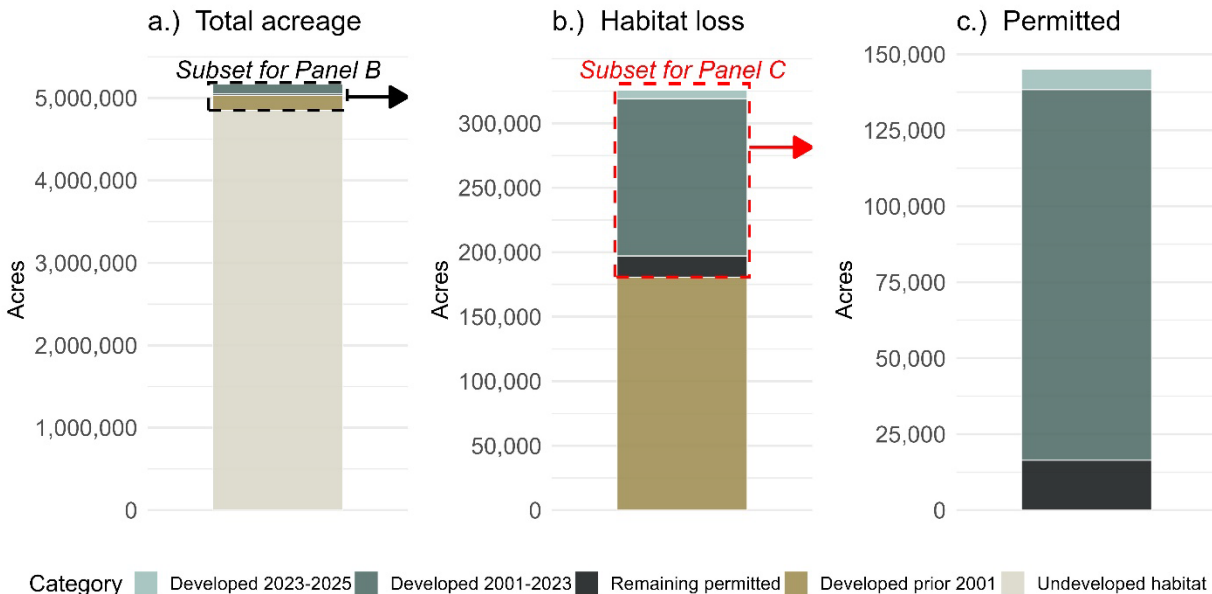 a.) Total acreage
Subset for Panel B
5,000,000
4,000,000
3,000,000
2,000,000
1,000,000
0
Acres
b.) Habitat loss
Subset for Panel C
300,000
250,000
200,000
150,000
100,000
50,000
0
Acres
c.) Permitted
150,000
125,000
100,000
75,000
50,000
25,000
0
Acres
Category Developed 2023-2025 Developed 2001-2023 Remaining permitted Developed prior 2001 Undeveloped habitat